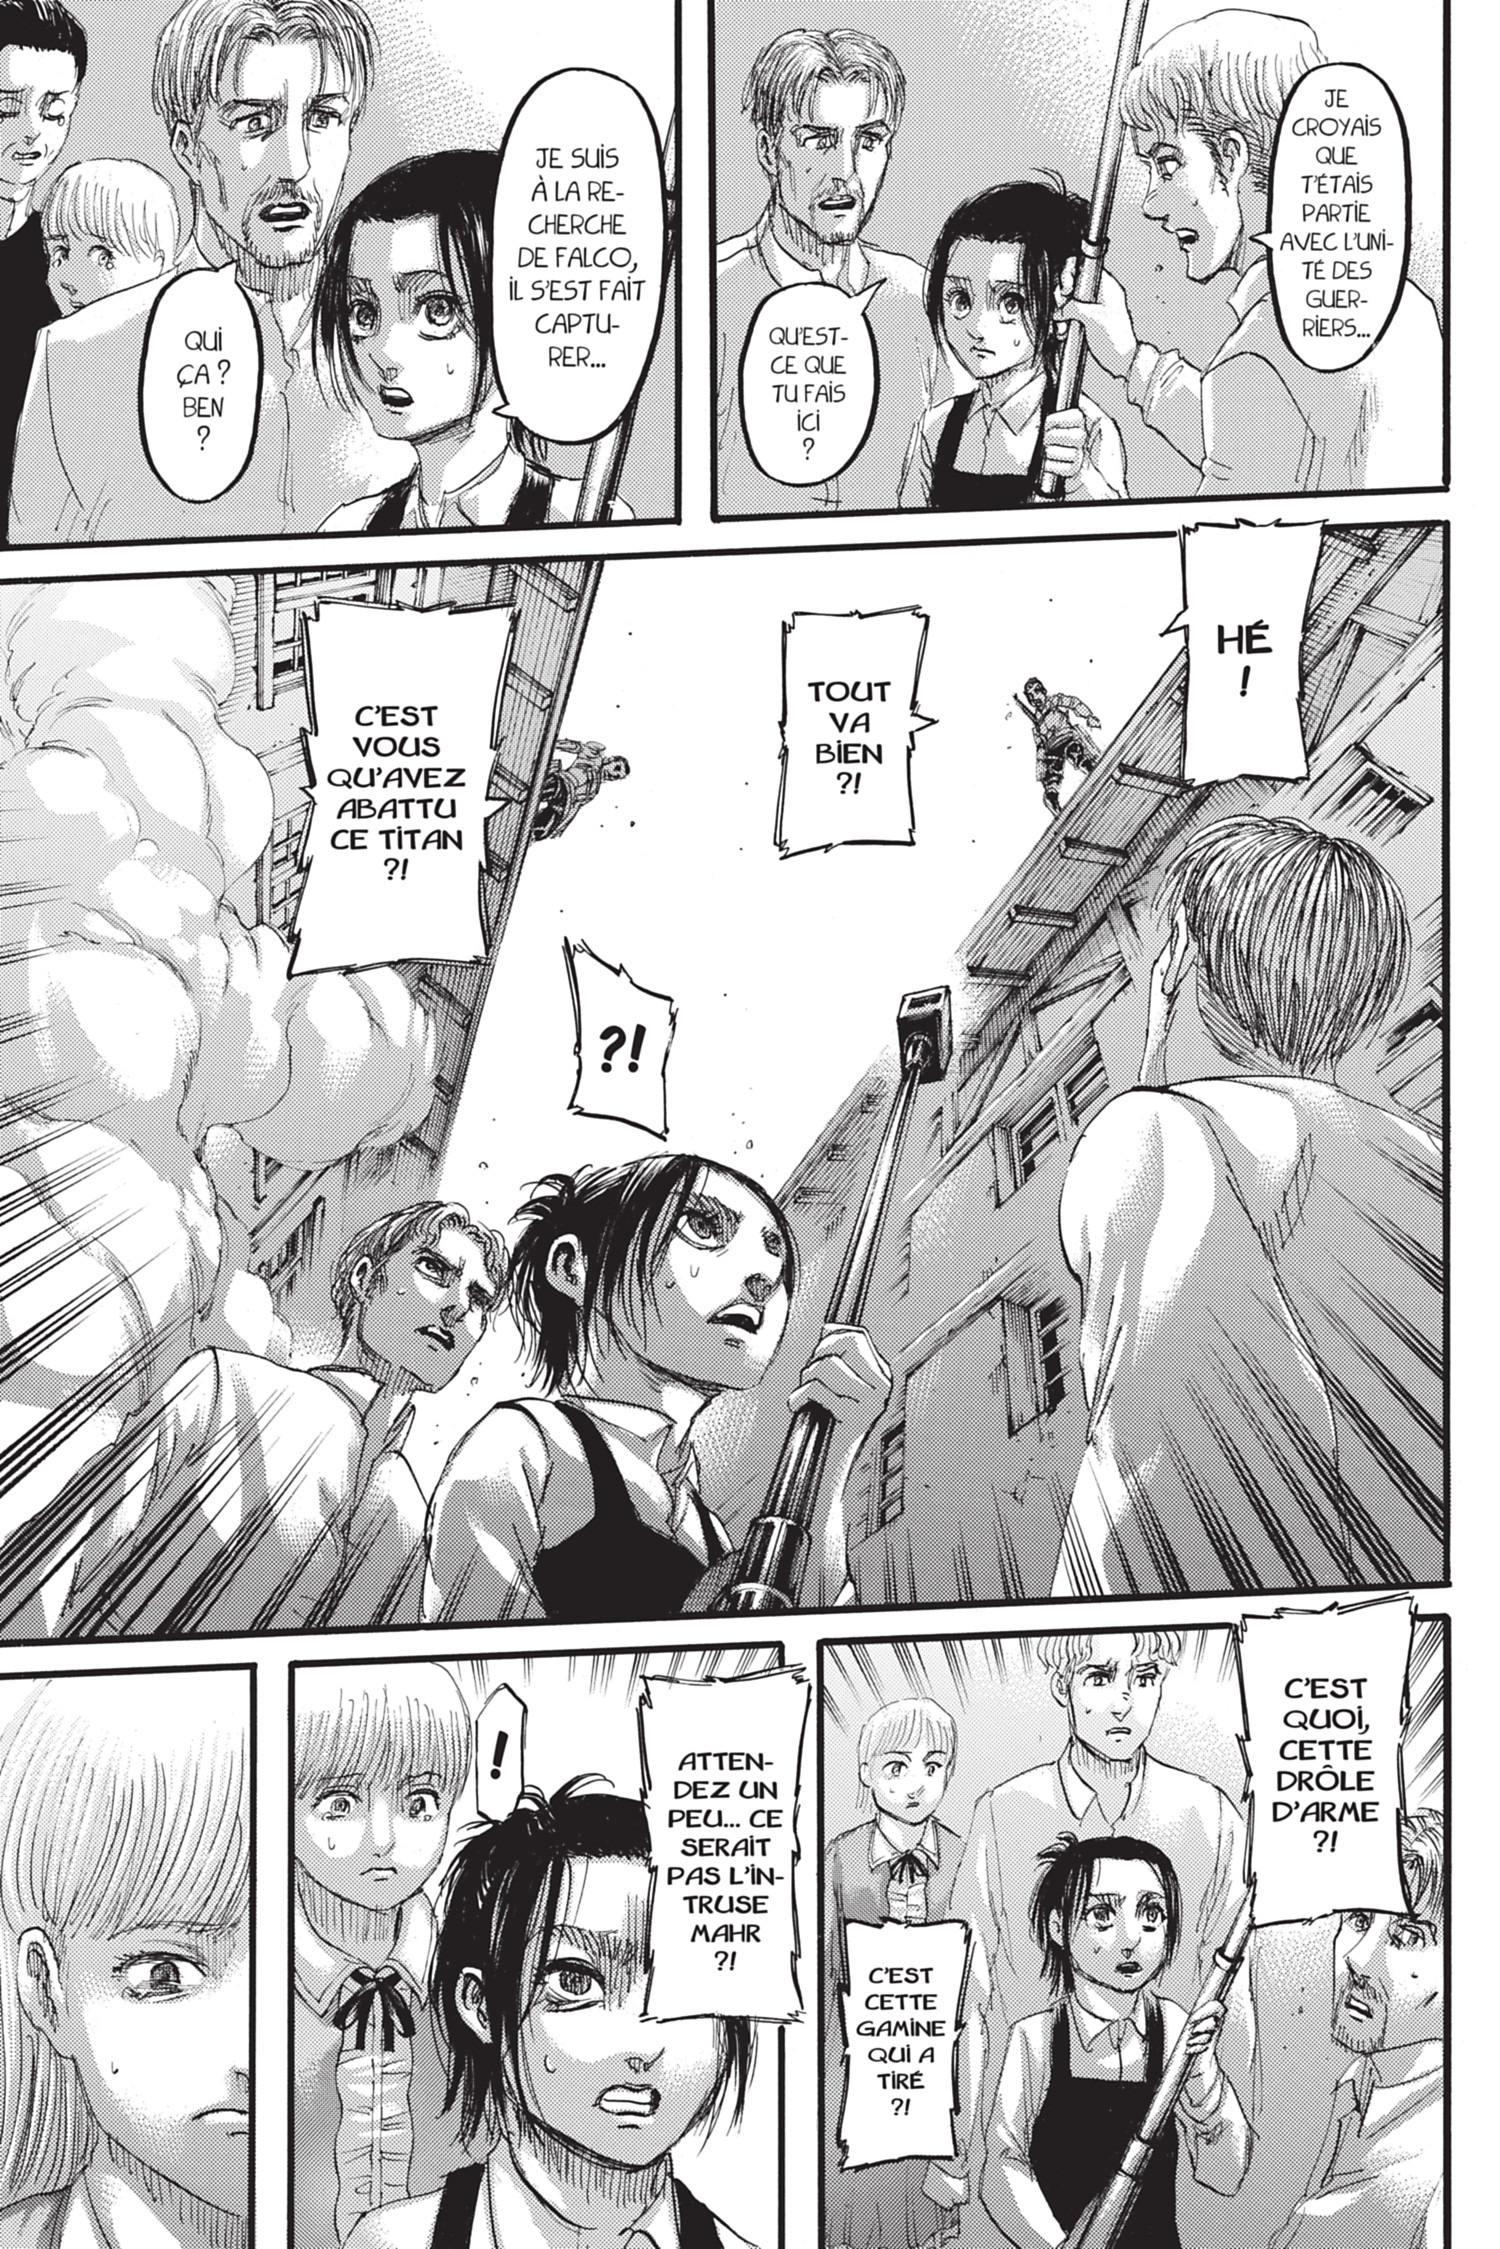 JE
CROYAIS
QUE
T'ÉTAIS
PARTIE
AVEC L'UNI-
TÉ DES
GUER-
RIERS...
QU'EST-
CE QUE
TU FAIS
ICI
?
JE SUIS
À LA RE-
CHERCHE
DE FALCO,
IL S'EST FAIT
CAPTU-
RER...
QUI
ÇA ?
BEN
?
HÉ
!
TOUT
VA
BIEN
?!
C'EST
VOUS
QU'AVEZ
ABATTU
CE TITAN
?!
?!
C'EST
QUOI,
CETTE
DRÔLE
D'ARME
?!
C'EST
CETTE
GAMINE
QUI A
TIRÉ
?!
ATTEN-
DEZ UN
PEU... CE
SERAIT
PAS L'IN-
TRUSE
MAHR
?!
!